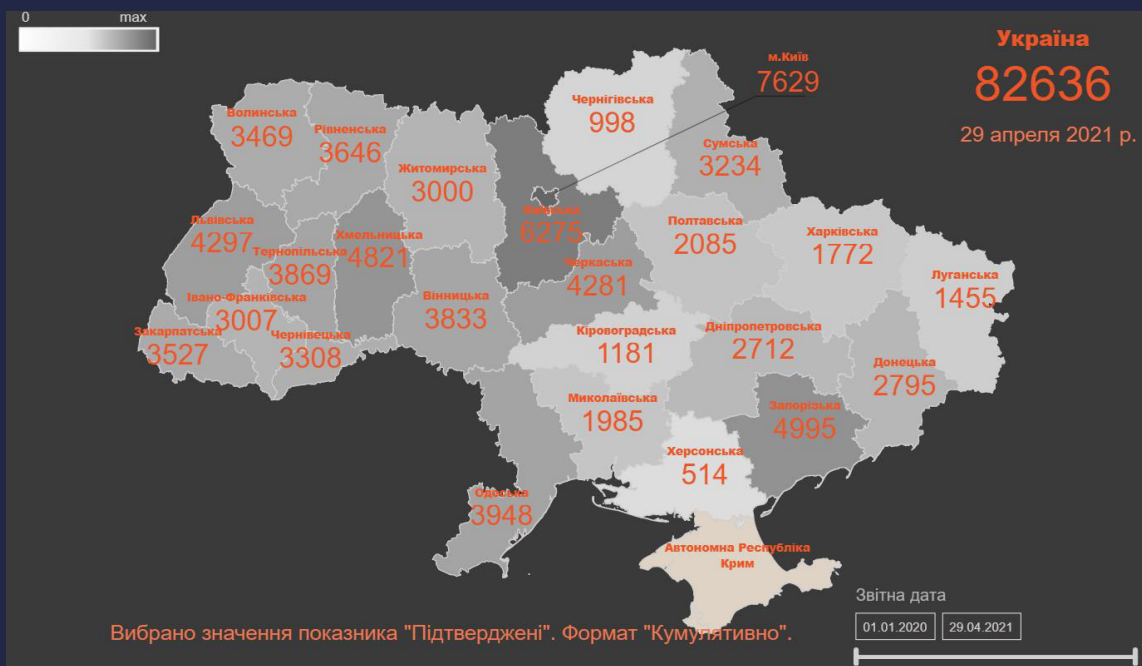 0 max
Україна
82636
29 апреля 2021 р.
м.Київ
7629
Чернігівська
998
Волинська
3469
Рівненська
3646
Сумська
3234
Житомирська
3000
Київська
6275
Львівська
4297
Тернопільська
3869
Хмельницька
4821
Черкаська
4281
Полтавська
2085
Харківська
1772
Луганська
1455
Івано-Франківська
3007
Вінницька
3833
Закарпатська
3527
Чернівецька
3308
Кіровоградська
1181
Дніпропетровська
2712
Донецька
2795
Миколаївська
1985
Запорізька
4995
Херсонська
514
Одеська
3948
Автономна Республіка
Крим
Звітна дата
01.01.2020 29.04.2021
Вибрано значення показника "Підтверджені". Формат "Кумулятивно".